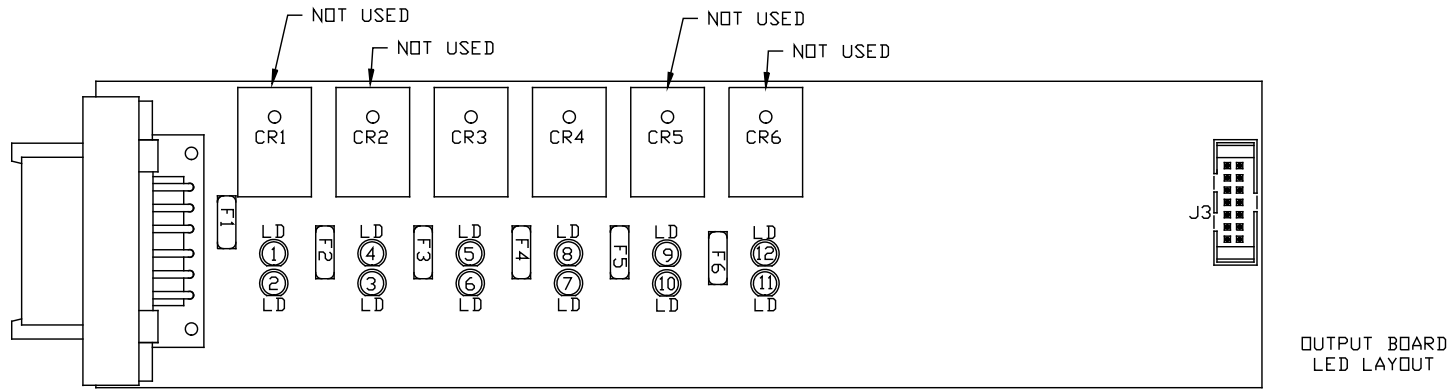 NOT USED
NOT USED
NOT USED
NOT USED
CR1
CR2
CR3
CR4
CR5
CR6
F1
F2
F3
F4
F5
F6
J3
LD
LD
LD
LD
LD
LD
1
4
5
8
9
12
2
3
6
7
10
11
LD
LD
LD
LD
LD
LD
OUTPUT BOARD
LED LAYOUT